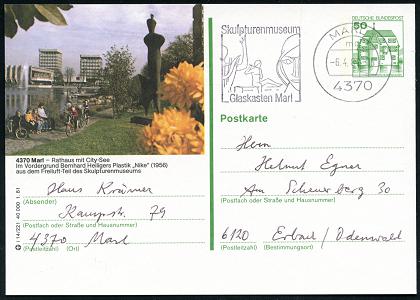 4370 Marl – Rathaus mit City-See
Im Vordergrund Bernhard Heiligers Plastik „Nike" (1956)
aus dem Freiluft-Teil des Skulpturenmuseums
Hans Krämer
(Absender)
Kampstr. 79
(Postfach oder Straße und Hausnummer)
4370 Marl
(Postleitzahl) (Ort)
Skulpturenmuseum
Glaskasten Marl
MARL
-6.4.
4370
DEUTSCHE BUNDESPOST
50
Postkarte
Herrn
Helmut Egner
Am Scheuerberg 30
(Postfach oder Straße und Hausnummer)
6120 Erbach / Odenwald
(Postleitzahl) (Bestimmungsort)